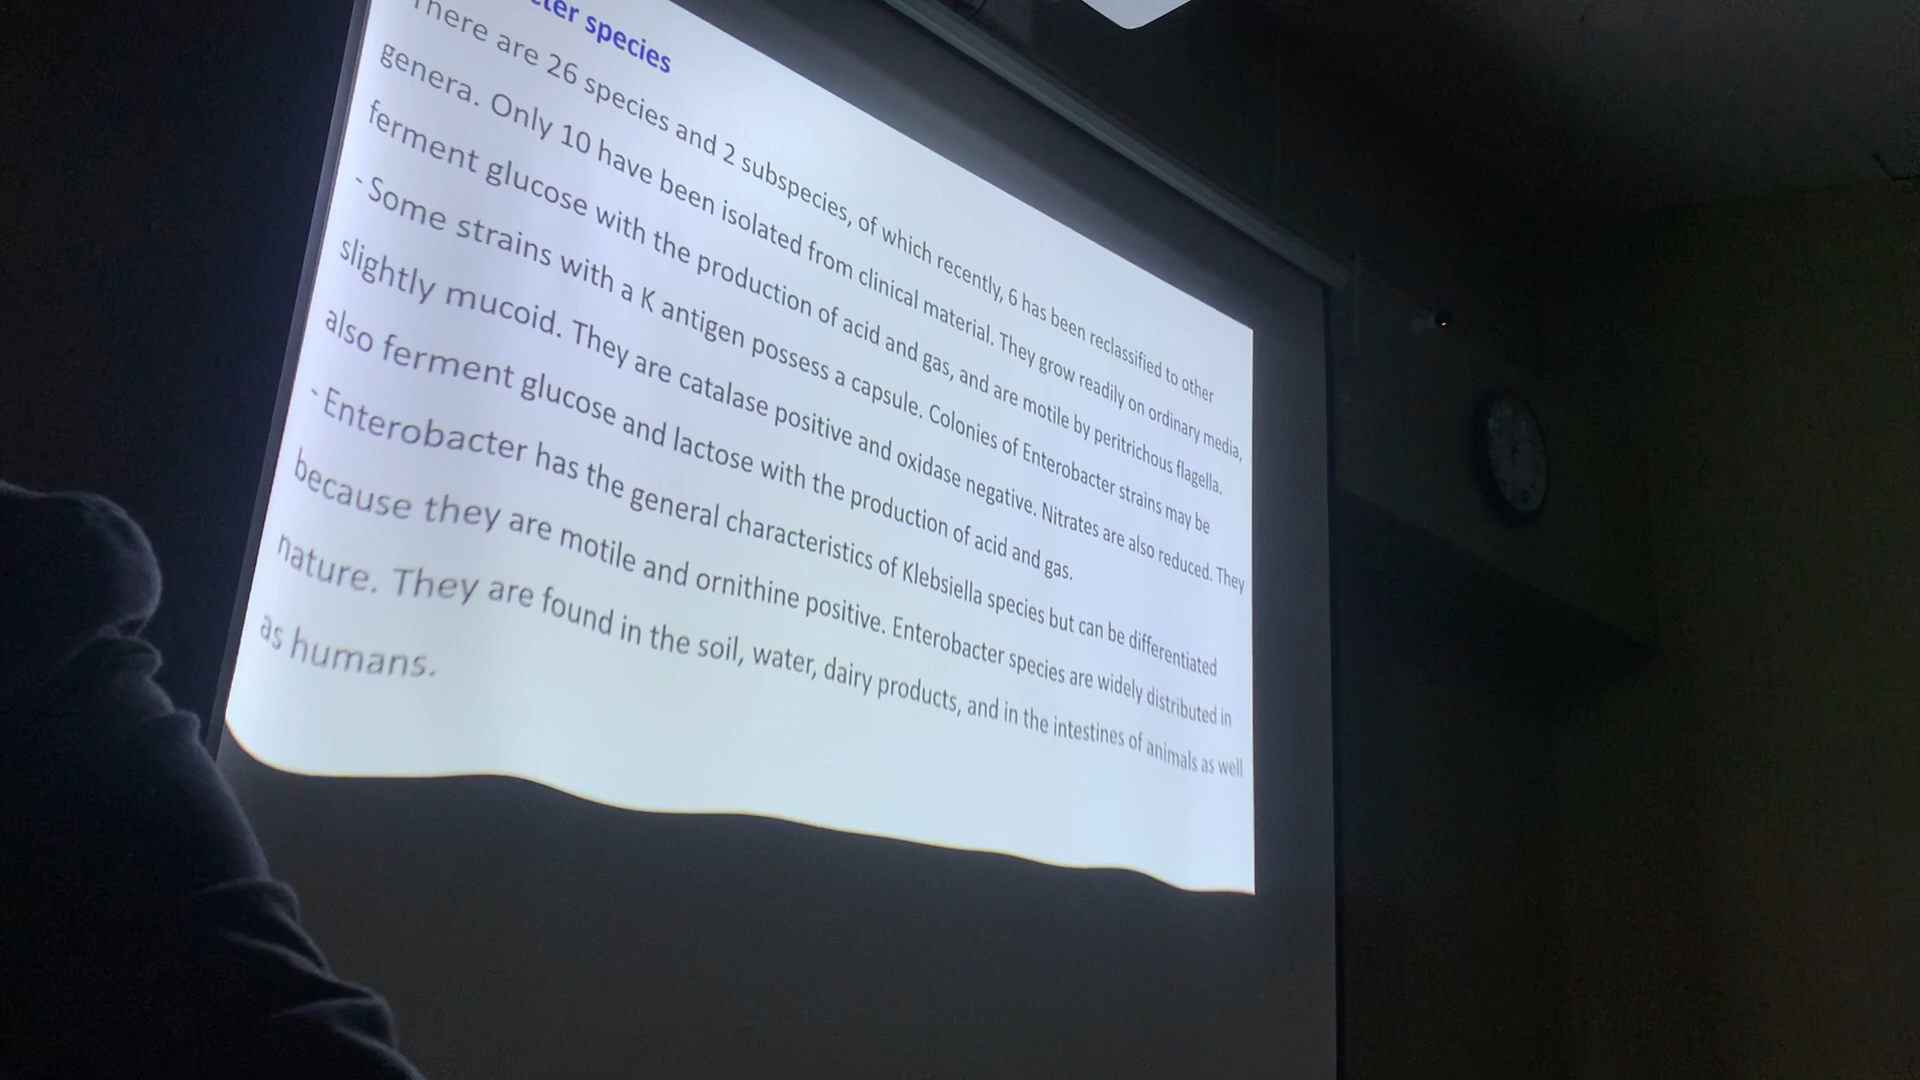 cter species
There are 26 species and 2 subspecies, of which recently, 6 has been reclassified to other
genera. Only 10 have been isolated from clinical material. They grow readily on ordinary media,
ferment glucose with the production of acid and gas, and are motile by peritrichous flagella.
- Some strains with a K antigen possess a capsule. Colonies of Enterobacter strains may be
slightly mucoid. They are catalase positive and oxidase negative. Nitrates are also reduced. They
also ferment glucose and lactose with the production of acid and gas.
- Enterobacter has the general characteristics of Klebsiella species but can be differentiated
because they are motile and ornithine positive. Enterobacter species are widely distributed in
nature. They are found in the soil, water, dairy products, and in the intestines of animals as well
as humans.